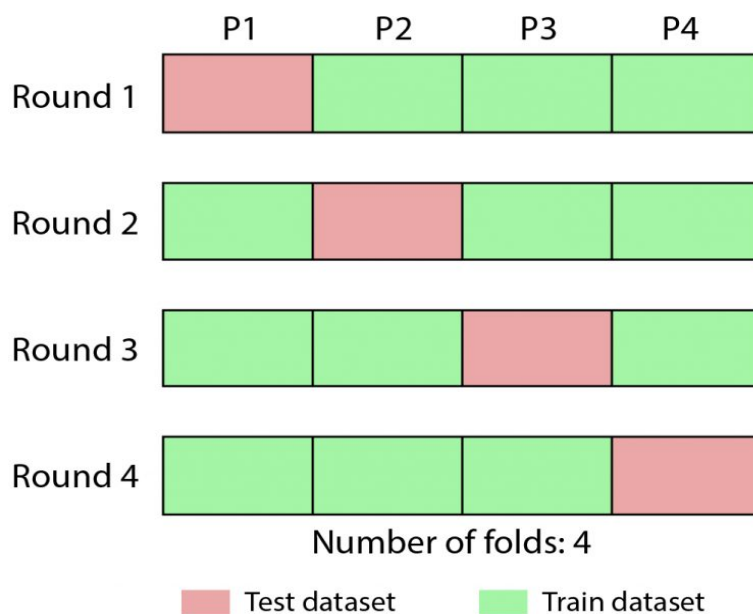 P1 P2 P3 P4
Round 1
Round 2
Round 3
Round 4
Number of folds: 4
Test dataset Train dataset